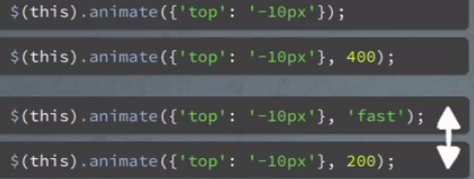 $(this).animate({'top': '-10px'});
$(this).animate({'top': '-10px'}, 400);
$(this).animate({'top': '-10px'}, 'fast');
$(this).animate({'top': '-10px'}, 200);